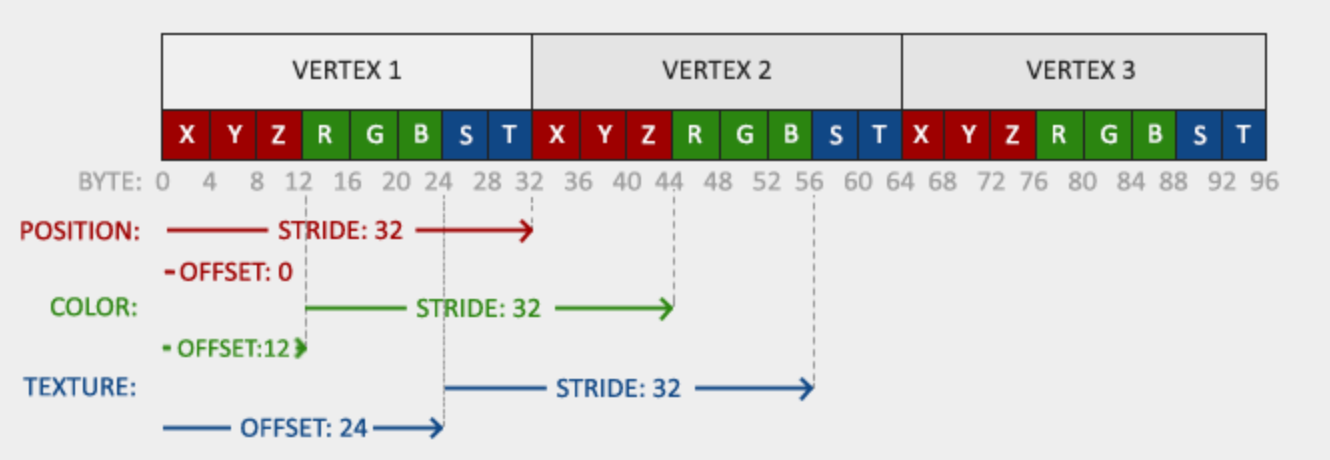 VERTEX 1 VERTEX 2 VERTEX 3
X Y Z R G B S T X Y Z R G B S T X Y Z R G B S T
BYTE: 0 4 8 12 16 20 24 28 32 36 40 44 48 52 56 60 64 68 72 76 80 84 88 92 96
POSITION: STRIDE: 32
OFFSET: 0
COLOR: STRIDE: 32
OFFSET:12
TEXTURE: STRIDE: 32
OFFSET: 24